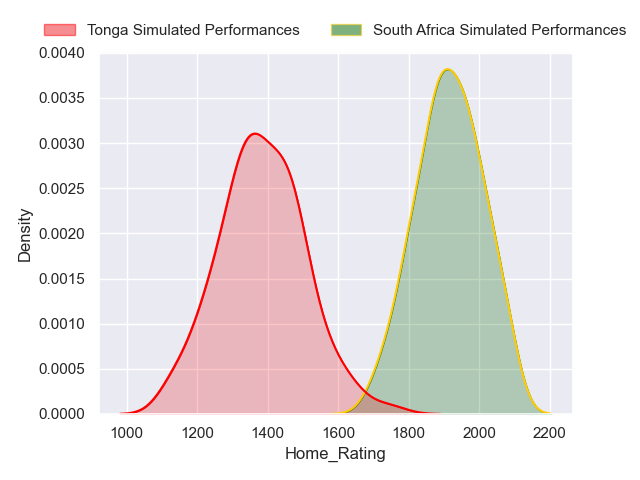 Tonga Simulated Performances South Africa Simulated Performances
0.0040
0.0035
0.0030
0.0025
0.0020
0.0015
0.0010
0.0005
0.0000
Density
1000 1200 1400 1600 1800 2000 2200
Home_Rating